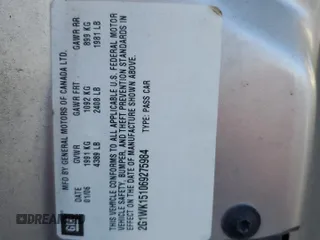 GM
MFD BY GENERAL MOTORS OF CANADA LTD.
DATE GVWR GAWR FRT GAWR RR
01/06 1991 KG 1092 KG 899 KG
4389 LB 2408 LB 1981 LB
THIS VEHICLE CONFORMS TO ALL APPLICABLE U.S. FEDERAL MOTOR
VEHICLE SAFETY, BUMPER, AND THEFT PREVENTION STANDARDS IN
EFFECT ON THE DATE OF MANUFACTURE SHOWN ABOVE.
2G1WK151069275984 TYPE: PASS CAR